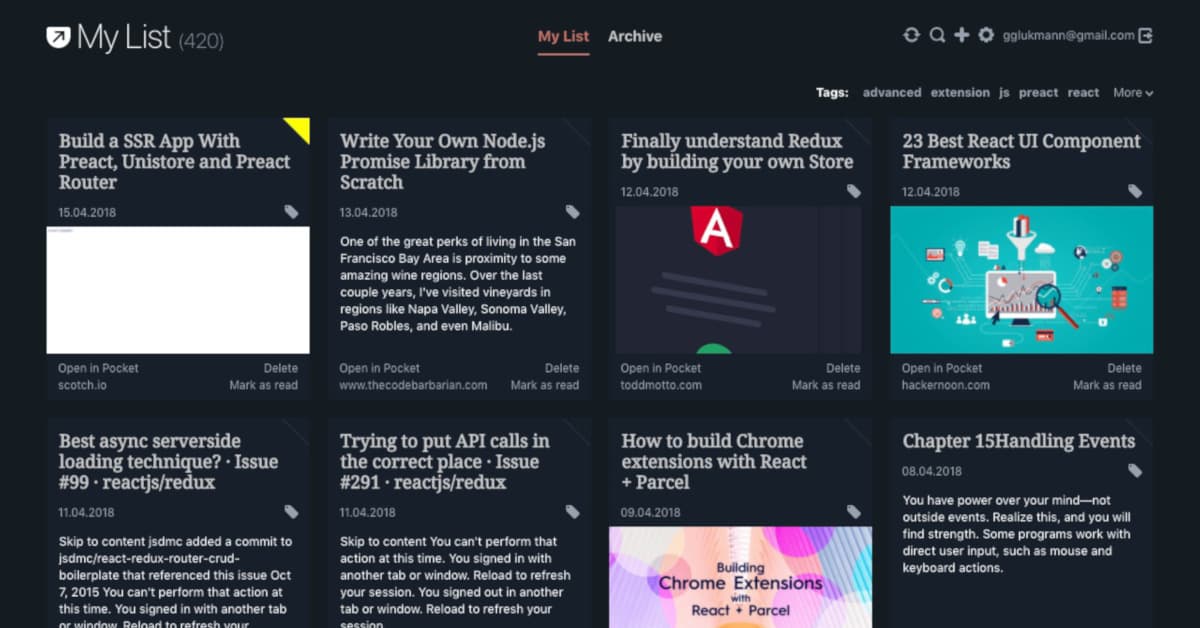 My List (420)
My List Archive
gglukmann@gmail.com
Tags: advanced extension js preact react More
Build a SSR App With
Preact, Unistore and Preact
Router
15.04.2018
Open in Pocket Delete
scotch.io Mark as read
Write Your Own Node.js
Promise Library from
Scratch
13.04.2018
One of the great perks of living in the San
Francisco Bay Area is proximity to some
amazing wine regions. Over the last
couple years, I've visited vineyards in
regions like Napa Valley, Sonoma Valley,
Paso Robles, and even Malibu.
Open in Pocket Delete
www.thecodebarbarian.com Mark as read
Finally understand Redux
by building your own Store
12.04.2018
A
Open in Pocket Delete
toddmotto.com Mark as read
23 Best React UI Component
Frameworks
12.04.2018
Open in Pocket Delete
hackernoon.com Mark as read
Best async serverside
loading technique? · Issue
#99 · reactjs/redux
11.04.2018
Skip to content jsdmc added a commit to
jsdmc/react-redux-router-crud-
boilerplate that referenced this issue Oct
7, 2015 You can't perform that action at
this time. You signed in with another tab
or window. Reload to refresh your
Trying to put API calls in
the correct place · Issue
#291 · reactjs/redux
11.04.2018
Skip to content You can't perform that
action at this time. You signed in with
another tab or window. Reload to refresh
your session. You signed out in another
tab or window. Reload to refresh your
session.
How to build Chrome
extensions with React
+ Parcel
09.04.2018
Building
Chrome Extensions
with
React + Parcel
Chapter 15Handling Events
08.04.2018
You have power over your mind—not
outside events. Realize this, and you will
find strength. Some programs work with
direct user input, such as mouse and
keyboard actions.